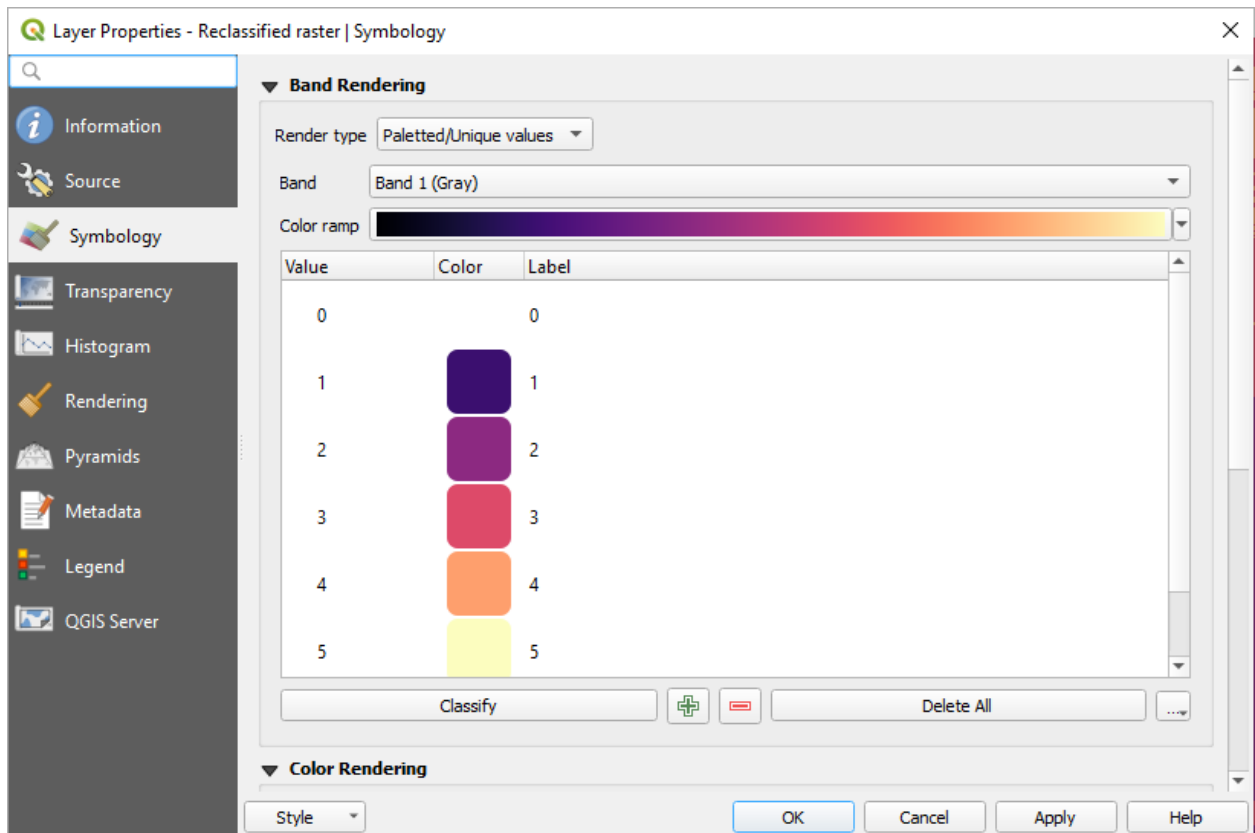 Layer Properties - Reclassified raster | Symbology
Information
Source
Symbology
Transparency
Histogram
Rendering
Pyramids
Metadata
Legend
QGIS Server
Band Rendering
Render type Paletted/Unique values
Band Band 1 (Gray)
Color ramp
Value Color Label
0 0
1 1
2 2
3 3
4 4
5 5
Classify Delete All ...
Color Rendering
Style OK Cancel Apply Help